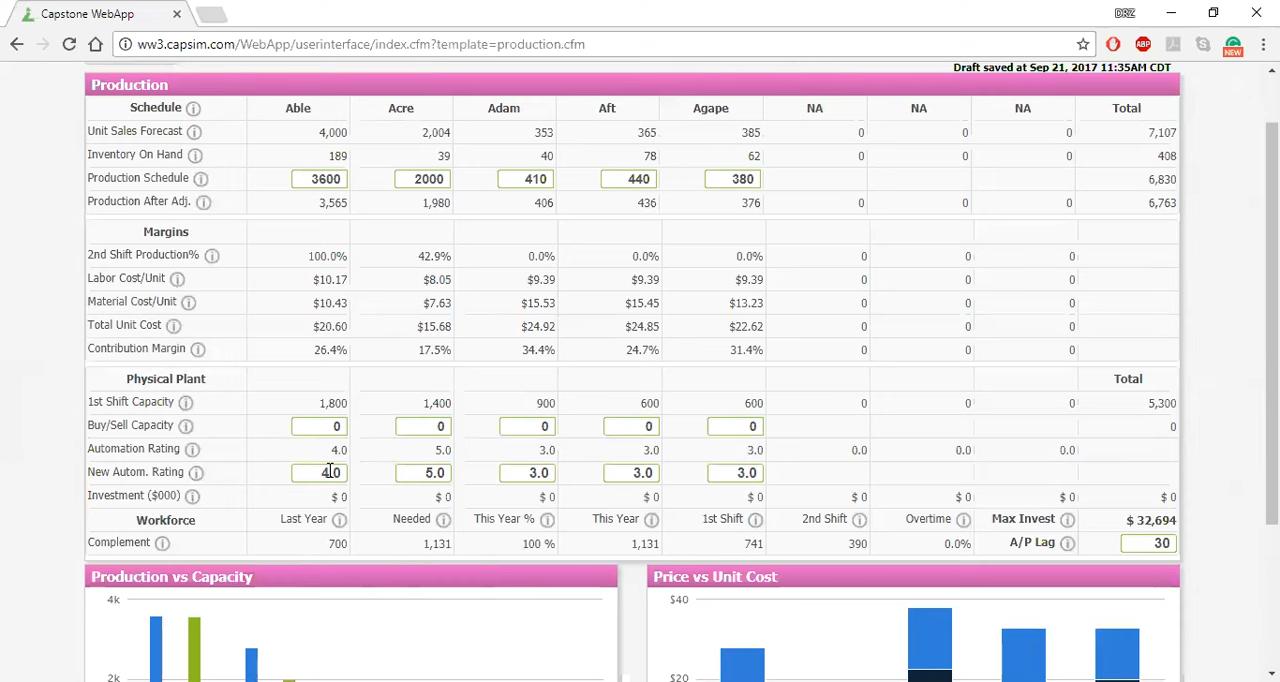 Capstone WebApp
DRZ
ww3.capsim.com/WebApp/userinterface/index.cfm?template=production.cfm
ABP
NEW
Draft saved at Sep 21, 2017 11:35AM CDT
Production
Schedule Able Acre Adam Aft Agape NA NA NA Total
Unit Sales Forecast 4,000 2,004 353 365 385 0 0 0 7,107
Inventory On Hand 189 39 40 78 62 0 0 0 408
Production Schedule 3600 2000 410 440 380 6,830
Production After Adj. 3,565 1,980 406 436 376 0 0 0 6,763
Margins
2nd Shift Production% 100.0% 42.9% 0.0% 0.0% 0.0% 0 0 0
Labor Cost/Unit $10.17 $8.05 $9.39 $9.39 $9.39 0 0 0
Material Cost/Unit $10.43 $7.63 $15.53 $15.45 $13.23 0 0 0
Total Unit Cost $20.60 $15.68 $24.92 $24.85 $22.62 0 0 0
Contribution Margin 26.4% 17.5% 34.4% 24.7% 31.4% 0 0 0
Physical Plant Total
1st Shift Capacity 1,800 1,400 900 600 600 0 0 0 5,300
Buy/Sell Capacity 0 0 0 0 0 0
Automation Rating 4.0 5.0 3.0 3.0 3.0 0.0 0.0 0.0
New Autom. Rating 4.0 5.0 3.0 3.0 3.0
Investment ($000) $ 0 $ 0 $ 0 $ 0 $ 0 $ 0 $ 0 $ 0 $ 0
Workforce Last Year Needed This Year % This Year 1st Shift 2nd Shift Overtime Max Invest $ 32,694
Complement 700 1,131 100 % 1,131 741 390 0.0% A/P Lag 30
Production vs Capacity Price vs Unit Cost
4k $40
2k $20